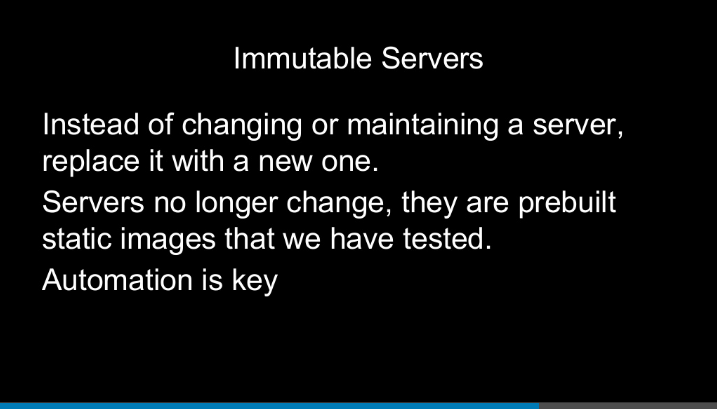 Immutable Servers
Instead of changing or maintaining a server,
replace it with a new one.
Servers no longer change, they are prebuilt
static images that we have tested.
Automation is key